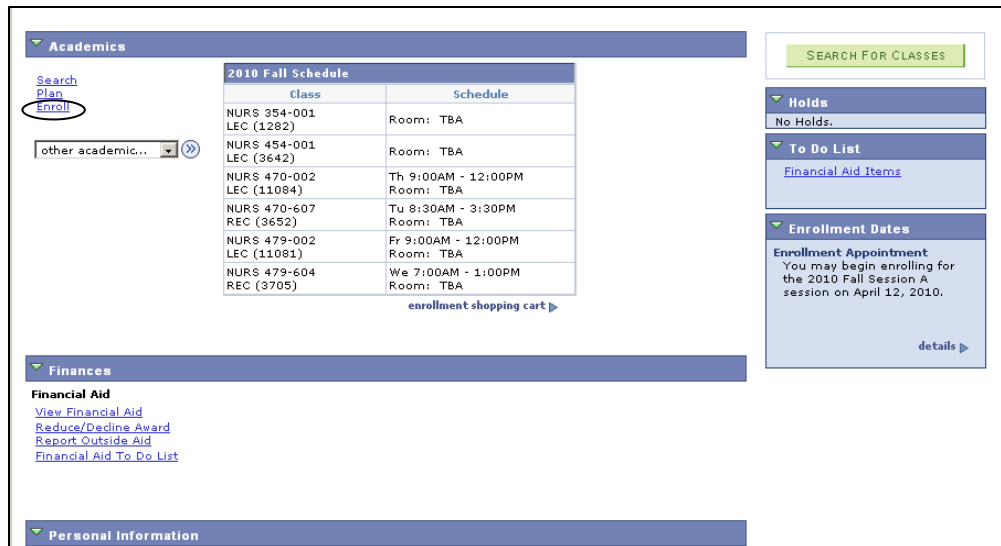 Academics
Search
Plan
Enroll
other academic...
2010 Fall Schedule
Class Schedule
NURS 354-001
LEC (1282)
Room: TBA
NURS 454-001
LEC (3642)
Room: TBA
NURS 470-002
LEC (11084)
Th 9:00AM - 12:00PM
Room: TBA
NURS 470-607
REC (3652)
Tu 8:30AM - 3:30PM
Room: TBA
NURS 479-002
LEC (11081)
Fr 9:00AM - 12:00PM
Room: TBA
NURS 479-604
REC (3705)
We 7:00AM - 1:00PM
Room: TBA
enrollment shopping cart
Finances
Financial Aid
View Financial Aid
Reduce/Decline Award
Report Outside Aid
Financial Aid To Do List
Personal Information
SEARCH FOR CLASSES
Holds
No Holds.
To Do List
Financial Aid Items
Enrollment Dates
Enrollment Appointment
You may begin enrolling for
the 2010 Fall Session A
session on April 12, 2010.
details